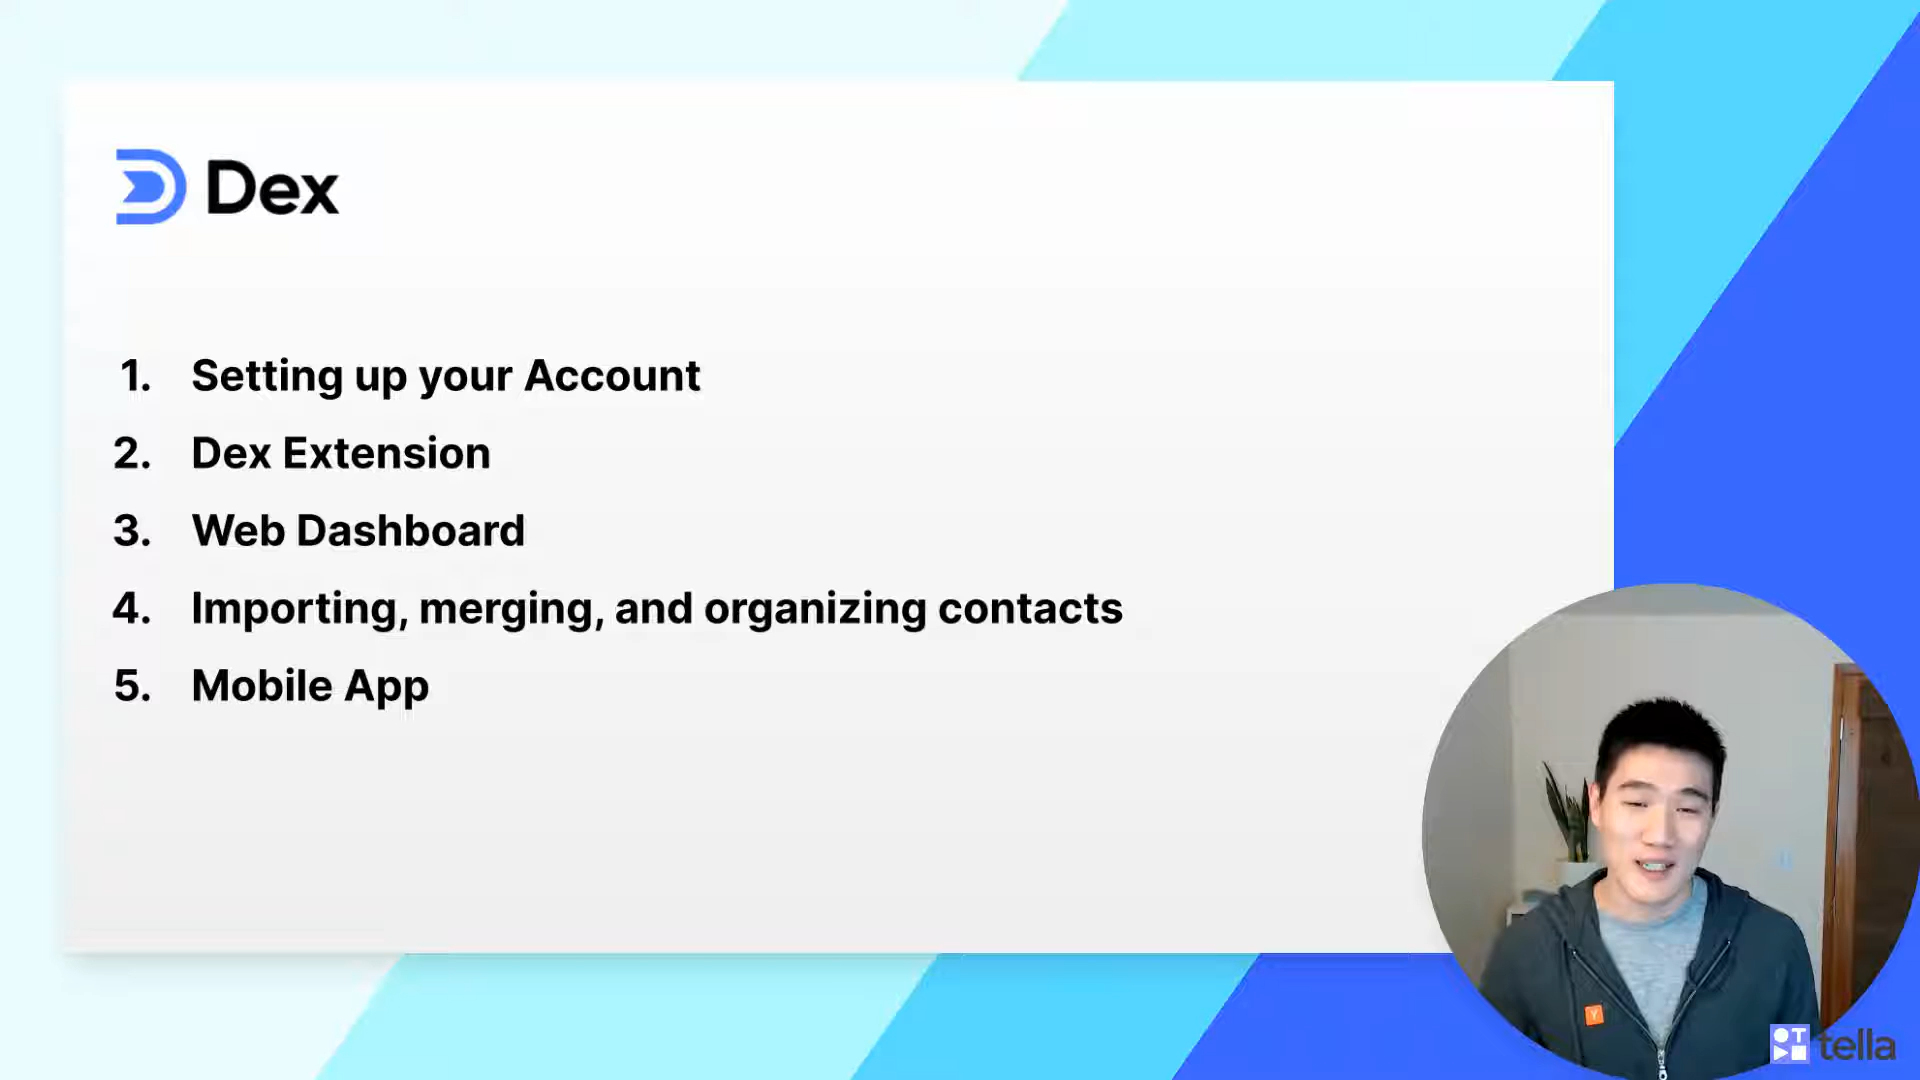 Dex
1. Setting up your Account
2. Dex Extension
3. Web Dashboard
4. Importing, merging, and organizing contacts
5. Mobile App
Y
tella